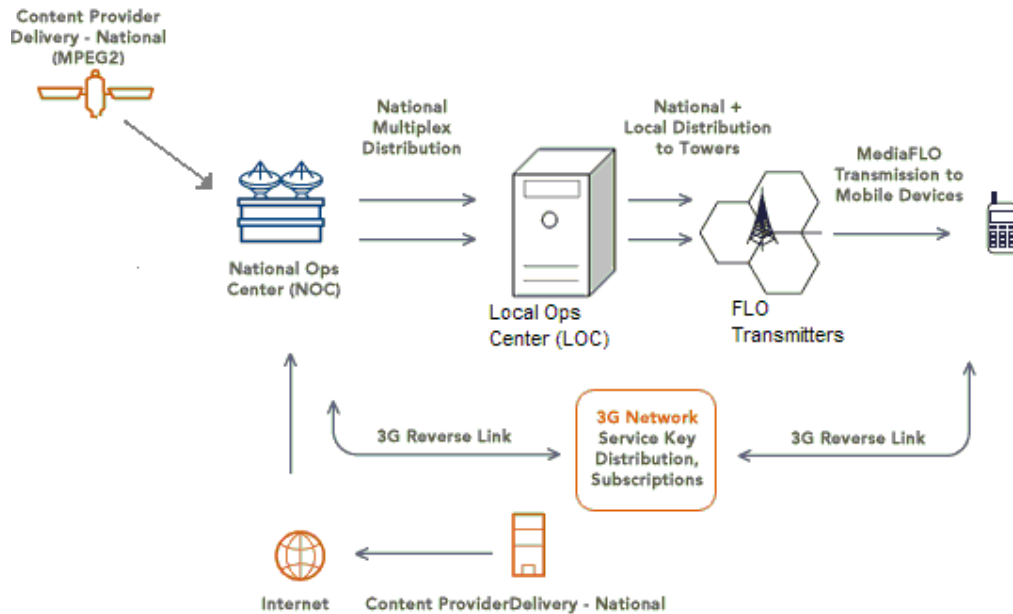 Content Provider
Delivery - National
(MPEG2)
National
Multiplex
Distribution
National +
Local Distribution
to Towers
MediaFLO
Transmission to
Mobile Devices
National Ops
Center (NOC)
Local Ops
Center (LOC)
FLO
Transmitters
3G Reverse Link
3G Network
Service Key
Distribution,
Subscriptions
3G Reverse Link
Internet
Content ProviderDelivery - National